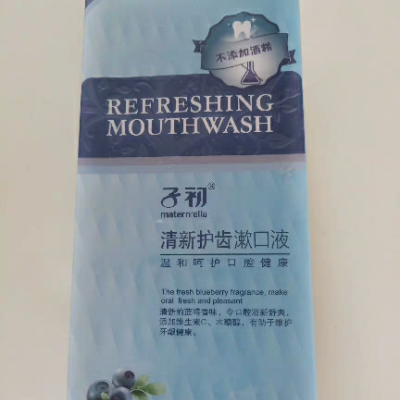 不添加酒精
REFRESHING
MOUTHWASH
子初®
matern'ella
清新护齿漱口液
温和呵护口腔健康
The fresh blueberry fragrance, make
oral fresh and pleasant
清新的蓝莓香味，令口腔清新舒爽，
添加维生素C、木糖醇，有助于维护
牙龈健康。